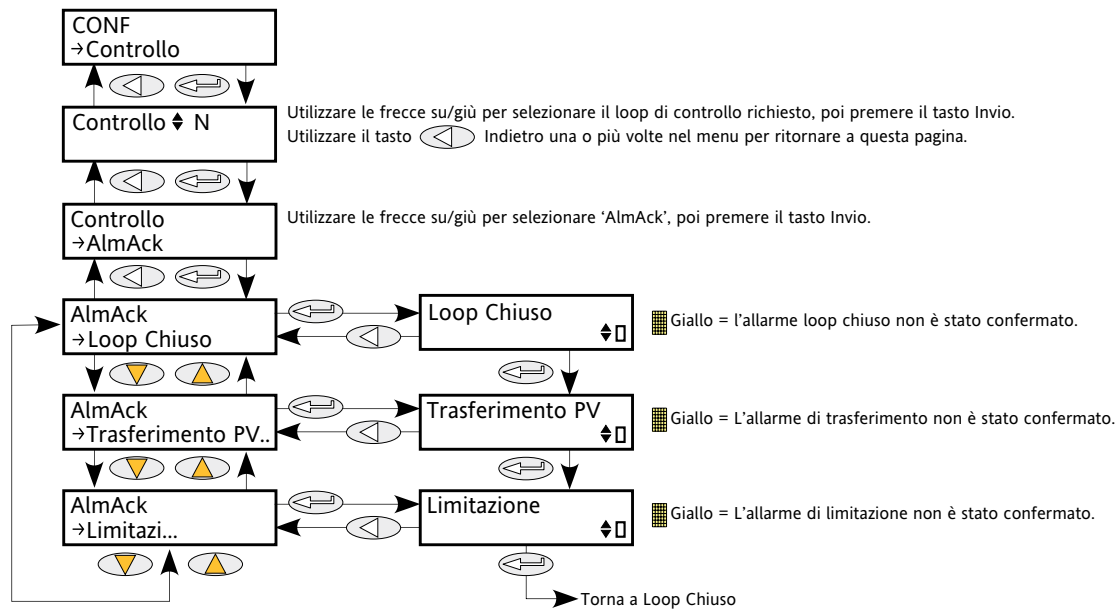 CONF
→Controllo
Controllo N
Utilizzare le frecce su/giù per selezionare il loop di controllo richiesto, poi premere il tasto Invio.
Utilizzare il tasto Indietro una o più volte nel menu per ritornare a questa pagina.
Controllo
→AlmAck
Utilizzare le frecce su/giù per selezionare ‘AlmAck’, poi premere il tasto Invio.
AlmAck
→Loop Chiuso
Loop Chiuso
Giallo = l’allarme loop chiuso non è stato confermato.
AlmAck
→Trasferimento PV..
Trasferimento PV
Giallo = L’allarme di trasferimento non è stato confermato.
AlmAck
→Limitazi...
Limitazione
Giallo = L’allarme di limitazione non è stato confermato.
Torna a Loop Chiuso